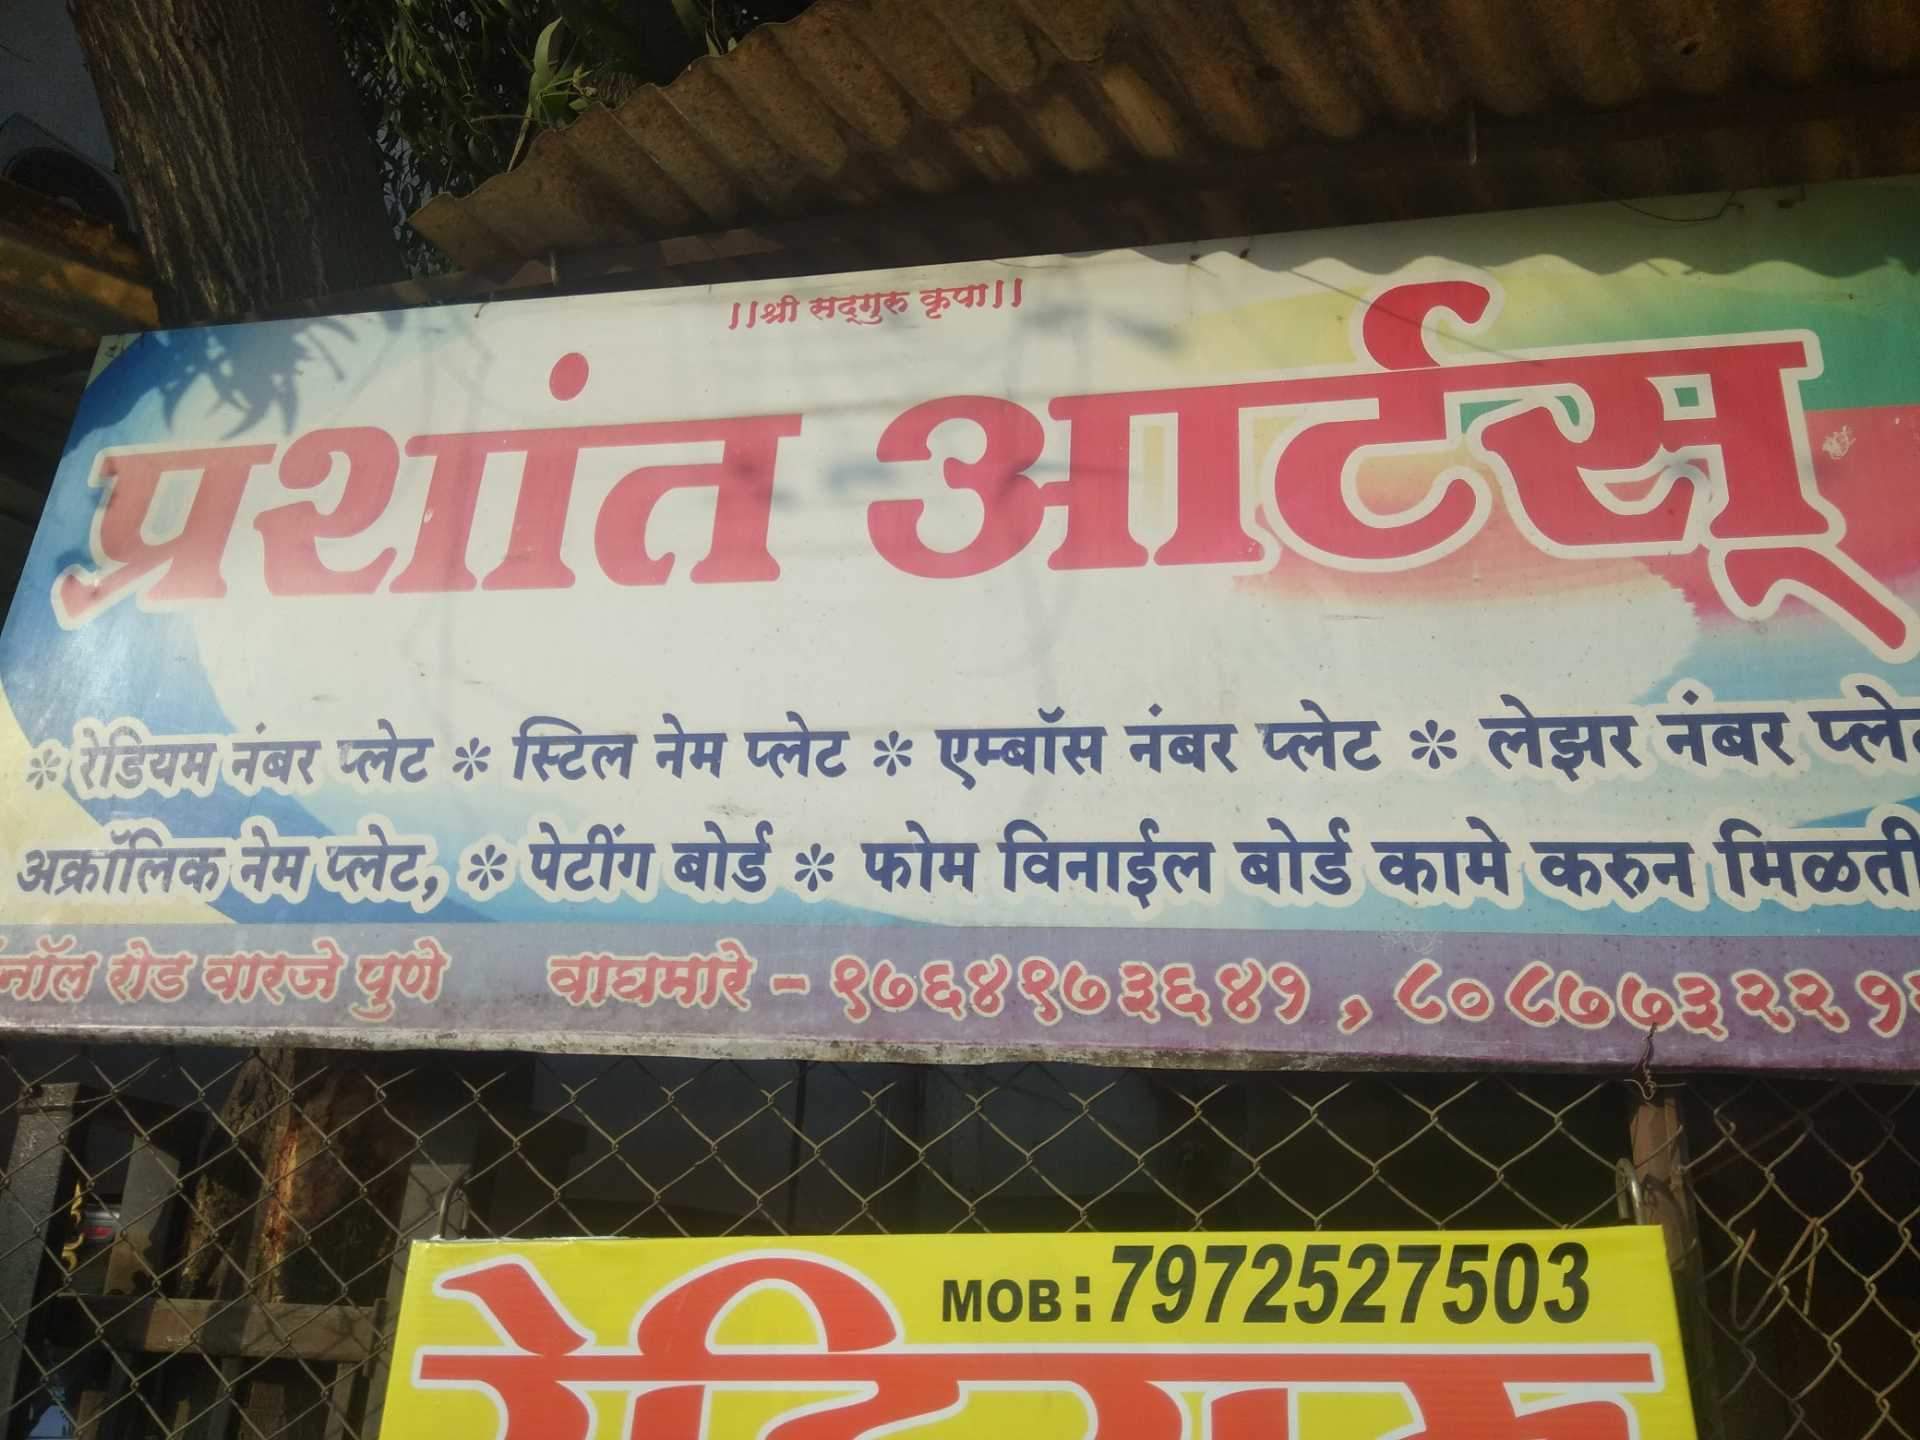 ।।श्री सद्गुरु कृपा।।
प्रशांत आर्टस्
* रेडियम नंबर प्लेट * स्टिल नेम प्लेट * एम्बॉस नंबर प्लेट * लेझर नंबर प्लेट
अक्रॉलिक नेम प्लेट, * पेटींग बोर्ड * फोम विनाईल बोर्ड कामे करुन मिळती
रोड वारजे पुणे वाघमारे - ९७६४९७३६४१ ,
MOB : 7972527503